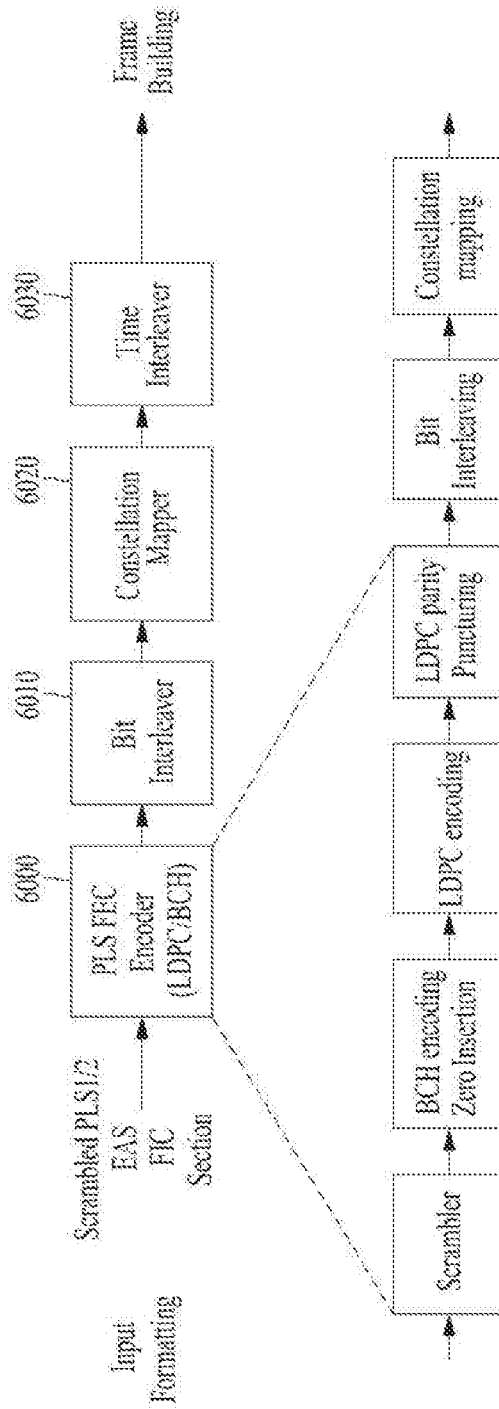 Input
Formatting
Scrambled PLS1/2
EAS
FIC
Section
6000
PLS FEC
Encoder
(LDPC/BCH)
6010
Bit
Interleaver
6020
Constellation
Mapper
6030
Time
Interleaver
Frame
Building
Scrambler
BCH encoding
Zero Insertion
LDPC encoding
LDPC parity
Puncturing
Bit
Interleaving
Constellation
mapping